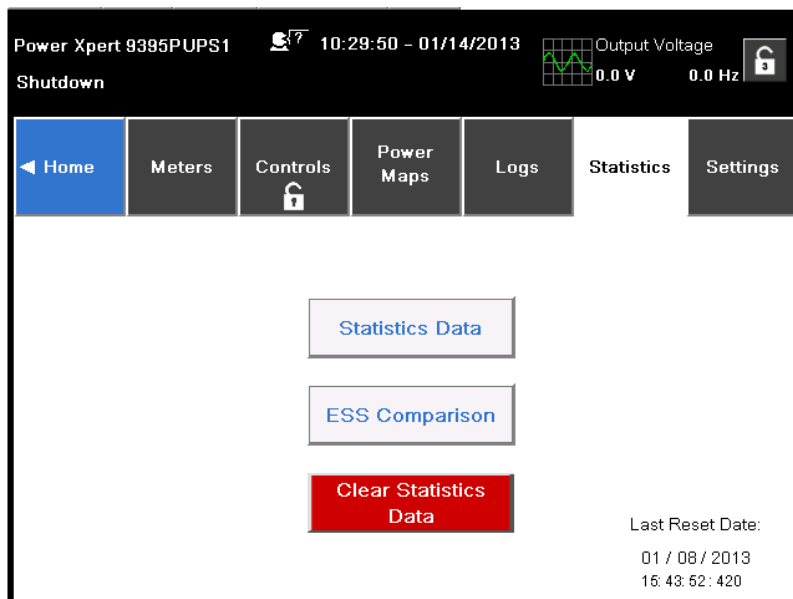 Power Xpert 9395PUPS1
? 10:29:50 - 01/14/2013
Output Voltage
0.0 V 0.0 Hz
3
Shutdown
Home
Meters
Controls
1
Power
Maps
Logs
Statistics
Settings
Statistics Data
ESS Comparison
Clear Statistics
Data
Last Reset Date:
01 / 08 / 2013
15: 43: 52 : 420